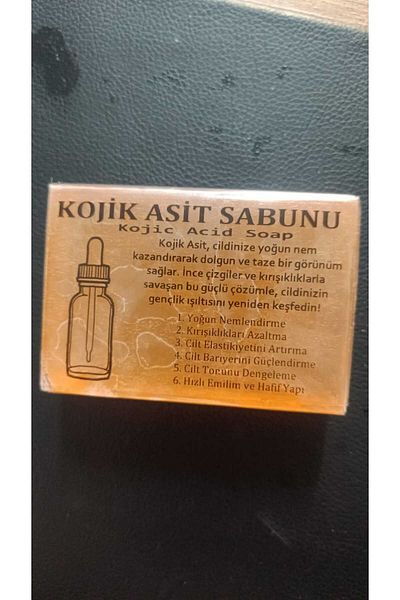 KOJİK ASİT SABUNU
Kojic Acid Soap
Kojik Asit, cildinize yoğun nem
kazandırarak dolgun ve taze bir görünüm
sağlar. İnce çizgiler ve kırışıklıklarla
savaşan bu güçlü çözümle, cildinizin
gençlik ışıltısını yeniden keşfedin!
1. Yoğun Nemlendirme
2. Kırışıklıkları Azaltma
3. Cilt Elastikiyetini Artırma
4. Cilt Bariyerini Güçlendirme
5. Cilt Tonunu Dengeleme
6. Hızlı Emilim ve Hafif Yapı